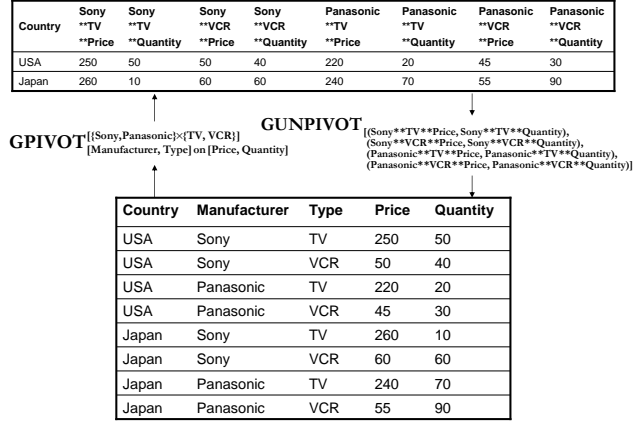 Country Sony **TV **Price Sony **TV **Quantity Sony **VCR **Price Sony **VCR **Quantity Panasonic **TV **Price Panasonic **TV **Quantity Panasonic **VCR **Price Panasonic **VCR **Quantity
USA 250 50 50 40 220 20 45 30
Japan 260 10 60 60 240 70 55 90
GPIVOT [{Sony,Panasonic}×{TV, VCR}]
[Manufacturer, Type] on [Price, Quantity]
GUNPIVOT [(Sony**TV**Price, Sony**TV**Quantity),
(Sony**VCR**Price, Sony**VCR**Quantity),
(Panasonic**TV**Price, Panasonic**TV**Quantity),
(Panasonic**VCR**Price, Panasonic**VCR**Quantity)]
Country Manufacturer Type Price Quantity
USA Sony TV 250 50
USA Sony VCR 50 40
USA Panasonic TV 220 20
USA Panasonic VCR 45 30
Japan Sony TV 260 10
Japan Sony VCR 60 60
Japan Panasonic TV 240 70
Japan Panasonic VCR 55 90